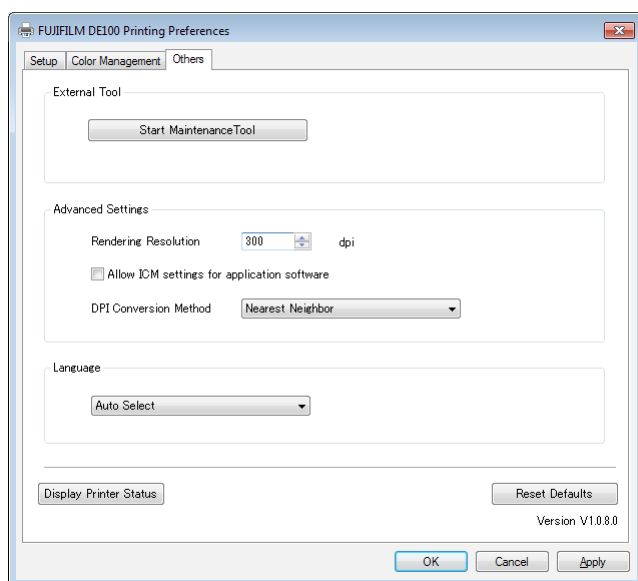 FUJIFILM DE100 Printing Preferences
Setup Color Management Others
External Tool
Start MaintenanceTool
Advanced Settings
Rendering Resolution 300 dpi
Allow ICM settings for application software
DPI Conversion Method Nearest Neighbor
Language
Auto Select
Display Printer Status Reset Defaults
Version V1.0.8.0
OK Cancel Apply